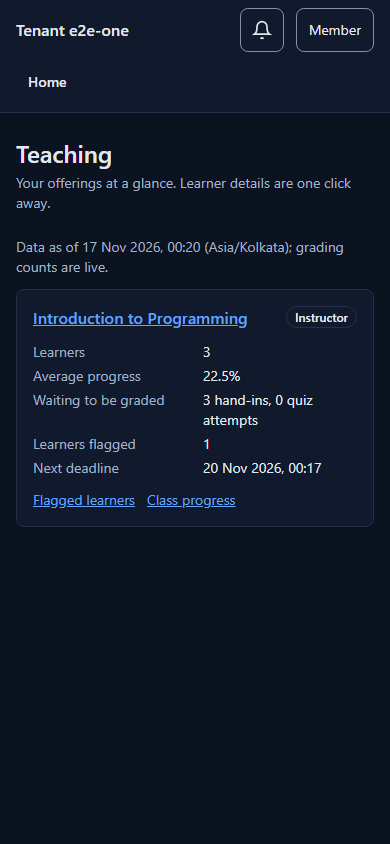 Tenant e2e-one
Member
Home
Teaching
Your offerings at a glance. Learner details are one click
away.
Data as of 17 Nov 2026, 00:20 (Asia/Kolkata); grading
counts are live.
Introduction to Programming
Instructor
Learners 3
Average progress 22.5%
Waiting to be graded 3 hand-ins, 0 quiz
attempts
Learners flagged 1
Next deadline 20 Nov 2026, 00:17
Flagged learners Class progress